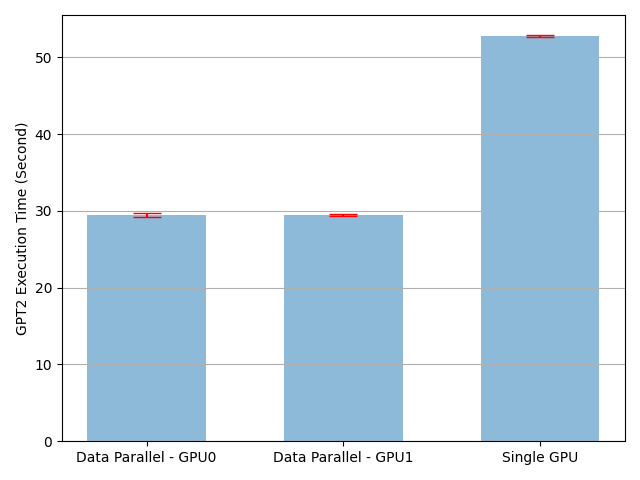 GPT2 Execution Time (Second)
50
40
30
20
10
0
Data Parallel - GPU0
Data Parallel - GPU1
Single GPU